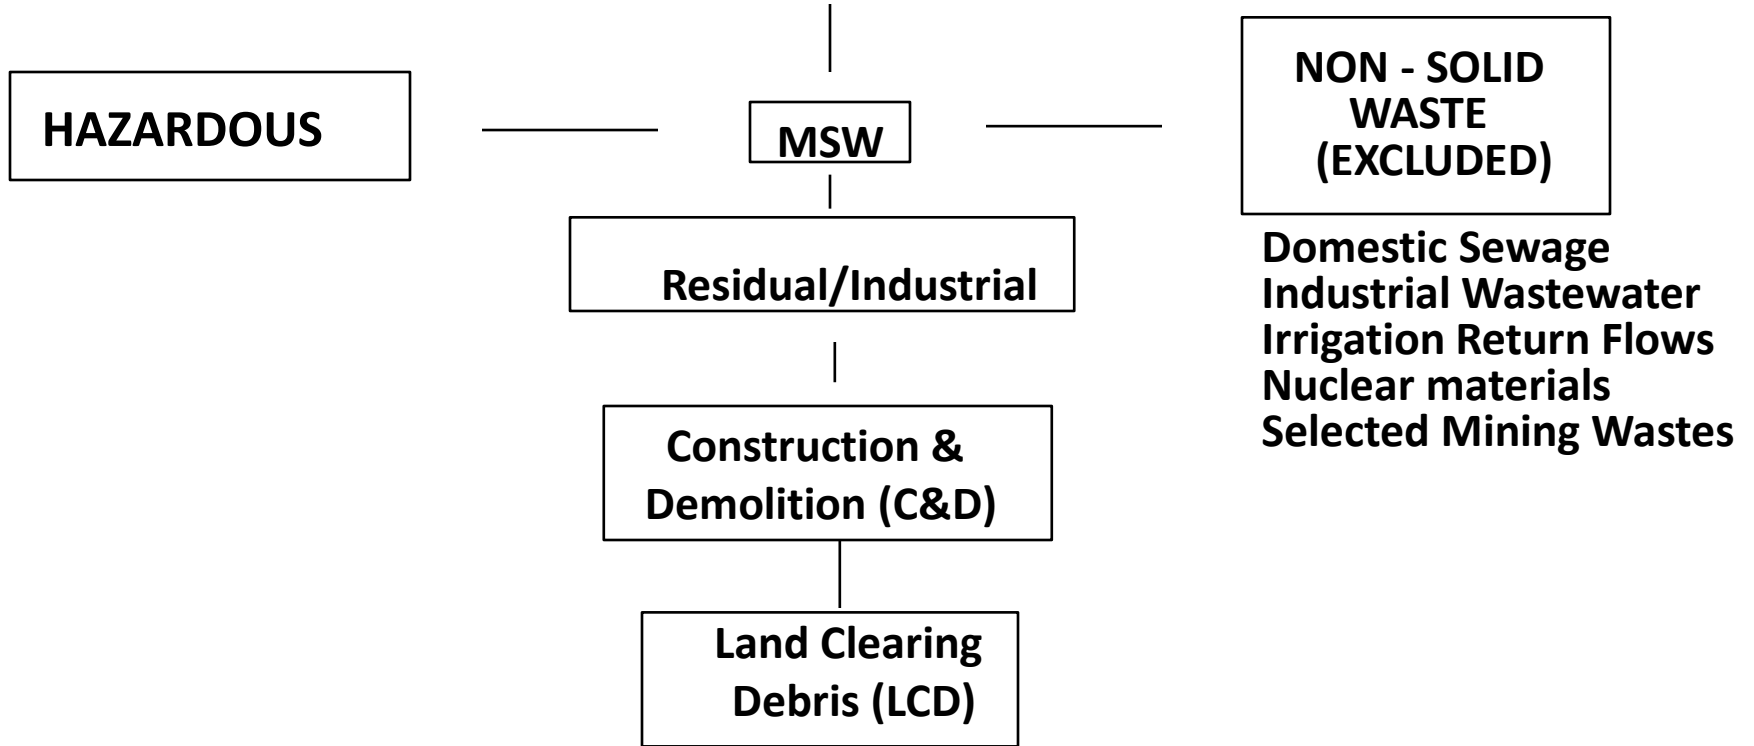 HAZARDOUS
MSW
NON - SOLID
WASTE
(EXCLUDED)
Domestic Sewage
Industrial Wastewater
Irrigation Return Flows
Nuclear materials
Selected Mining Wastes
Residual/Industrial
Construction &
Demolition (C&D)
Land Clearing
Debris (LCD)